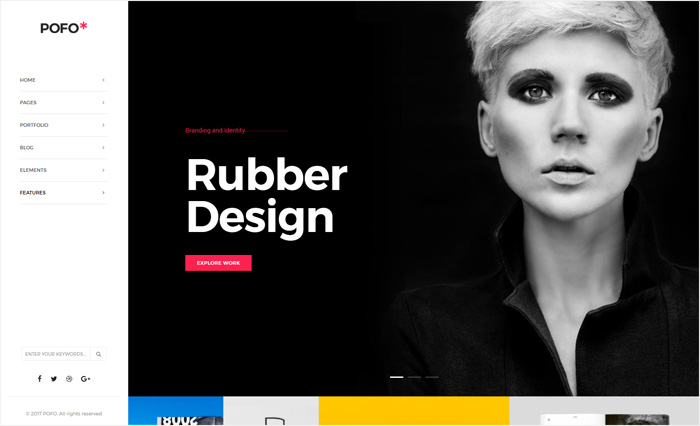 POFO*
HOME
PAGES
PORTFOLIO
BLOG
ELEMENTS
FEATURES
ENTER YOUR KEYWORDS...
© 2017 POFO. All rights reserved
Branding and identity
Rubber
Design
EXPLORE WORK